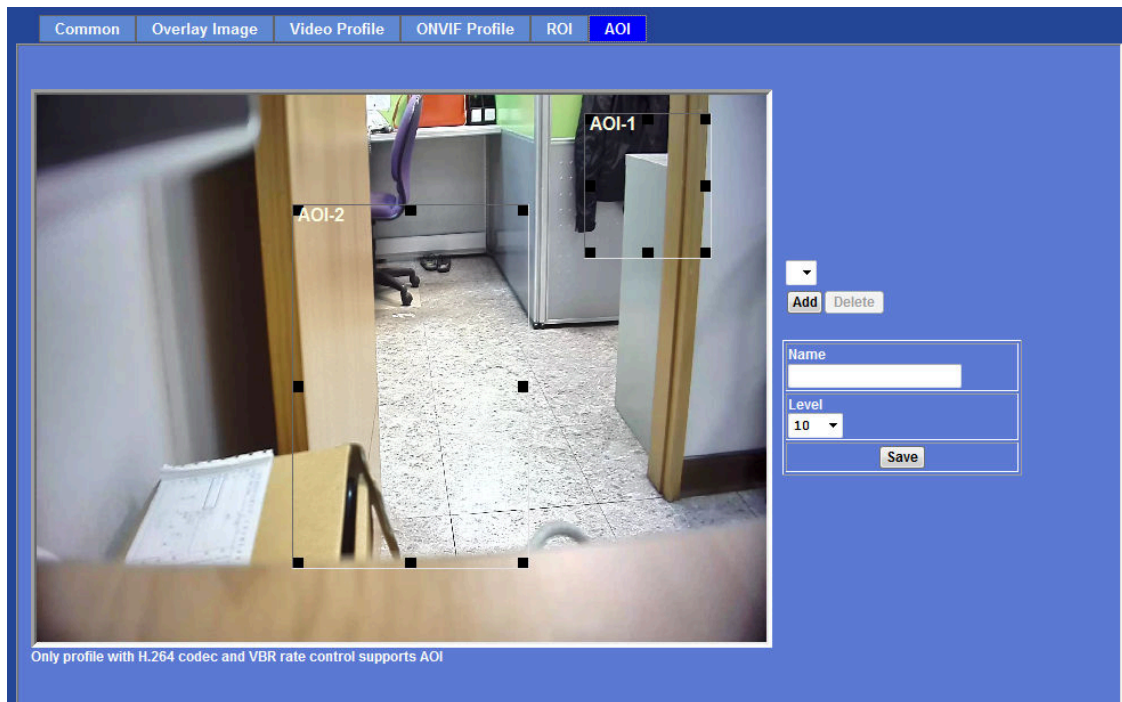 Common Overlay Image Video Profile ONVIF Profile ROI AOI
AOI-1
AOI-2
Add Delete
Name
Level
10
Save
Only profile with H.264 codec and VBR rate control supports AOI